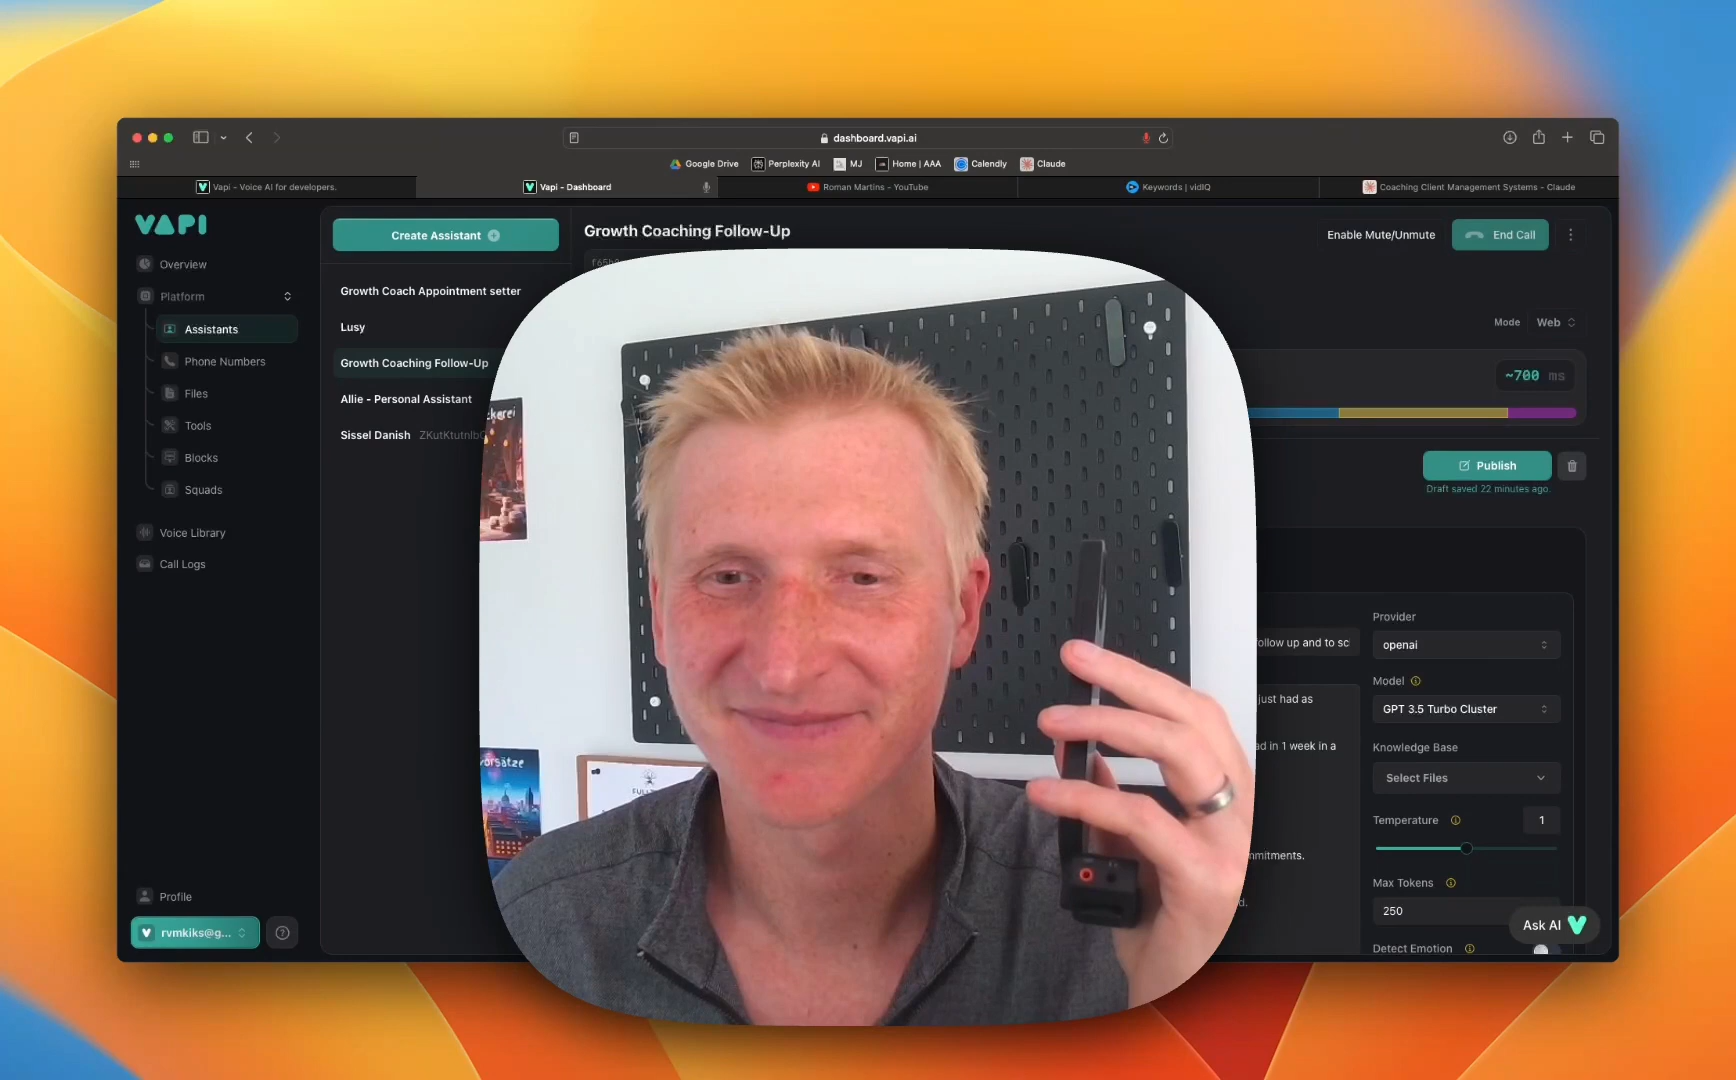 dashboard.vapi.ai
Google Drive
Perplexity AI
MJ
Home | AAA
Calendly
Claude
Vapi - Voice AI for developers.
Vapi - Dashboard
Roman Martins - YouTube
Keywords | vidIQ
Coaching Client Management Systems - Claude
VAPI
Overview
Platform
Assistants
Phone Numbers
Files
Tools
Blocks
Squads
Voice Library
Call Logs
Profile
rvmkiks@g...
Create Assistant
Growth Coach Appointment setter
Lusy
Growth Coaching Follow-Up
Allie - Personal Assistant
Sissel Danish
Growth Coaching Follow-Up
Enable Mute/Unmute
End Call
Mode
Web
~700 ms
Publish
Draft saved 22 minutes ago.
ollow up and to sc
just had as
ad in 1 week in a
mmitments.
d.
Provider
openai
Model
GPT 3.5 Turbo Cluster
Knowledge Base
Select Files
Temperature
1
Max Tokens
250
Detect Emotion
Ask AI
ckerei
vorsätze